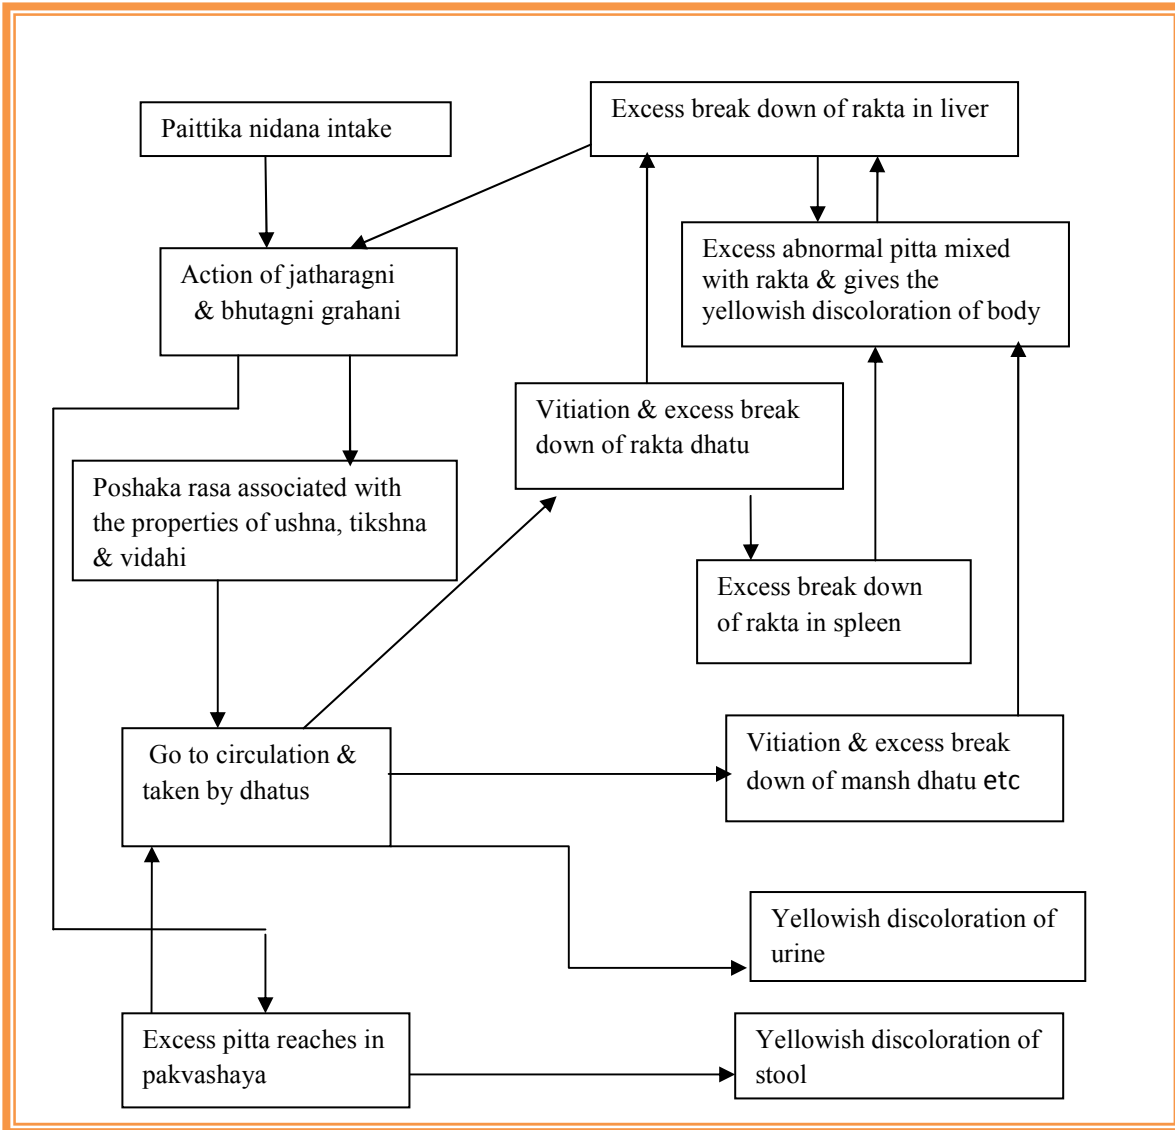 Paittika nidana intake
Excess break down of rakta in liver
Action of jatharagni
& bhutagni grahani
Excess abnormal pitta mixed
with rakta & gives the
yellowish discoloration of body
Vitiation & excess break
down of rakta dhatu
Poshaka rasa associated with
the properties of ushna, tikshna
& vidahi
Excess break down
of rakta in spleen
Go to circulation &
taken by dhatus
Vitiation & excess break
down of mansh dhatu etc
Yellowish discoloration of
urine
Excess pitta reaches in
pakvashaya
Yellowish discoloration of
stool